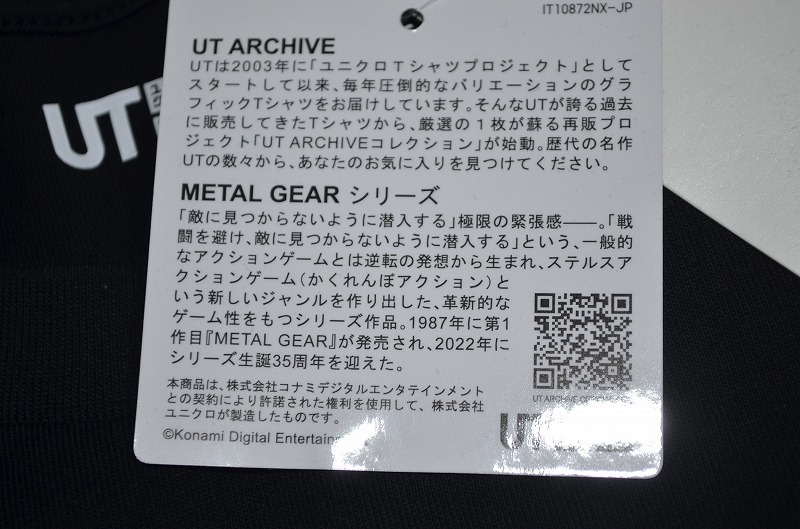 IT10872NX-JP
UT ARCHIVE
UTは2003年に「ユニクロTシャツプロジェクト」として
スタートして以来、毎年圧倒的なバリエーションのグラ
フィックTシャツをお届けしています。そんなUTが誇る過去
に販売してきたTシャツから、厳選の1枚が蘇る再販プロ
ジェクト「UT ARCHIVEコレクション」が始動。歴代の名作
UTの数々から、あなたのお気に入りを見つけてください。
METAL GEAR シリーズ
「敵に見つからないように潜入する」極限の緊張感――。「戦
闘を避け、敵に見つからないように潜入する」という、一般的
なアクションゲームとは逆転の発想から生まれ、ステルスア
クションゲーム(かくれんぼアクション)と
いう新しいジャンルを作り出した、革新的な
ゲーム性をもつシリーズ作品。1987年に第1
作目『METAL GEAR』が発売され、2022年に
シリーズ生誕35周年を迎えた。
本商品は、株式会社コナミデジタルエンタテインメント
との契約により許諾された権利を使用して、株式会社
ユニクロが製造したものです。
©Konami Digital
UT ARCHIVE
UT
UT